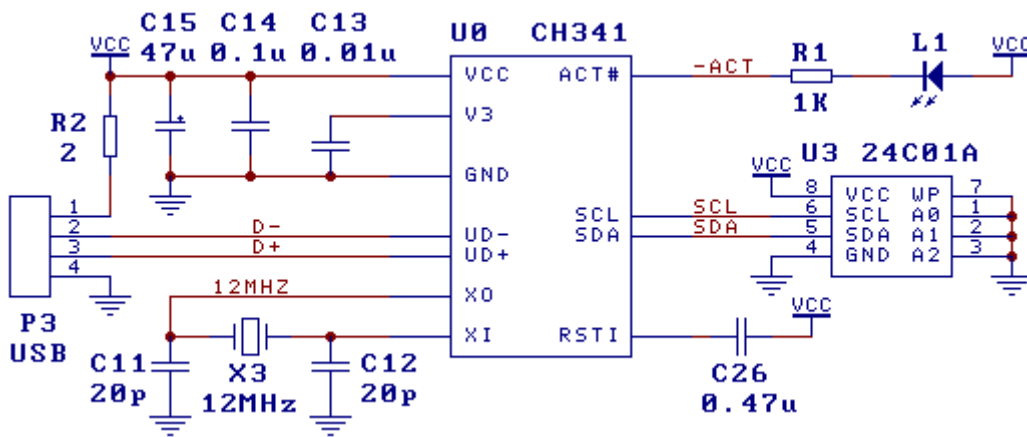 C15 C14 C13
47u 0.1u 0.01u
VCC
R2
2
U0 CH341
VCC
V3
GND
UD-
UD+
XO
XI
ACT#
SCL
SDA
RSTI
-ACT
R1
1K
L1
VCC
U3 24C01A
VCC
8 VCC WP 7
6 SCL A0 1
5 SDA A1 2
4 GND A2 3
SCL
SDA
1
2
3
4
D-
D+
P3
USB
12MHZ
C11
20p
X3
12MHz
C12
20p
VCC
C26
0.47u